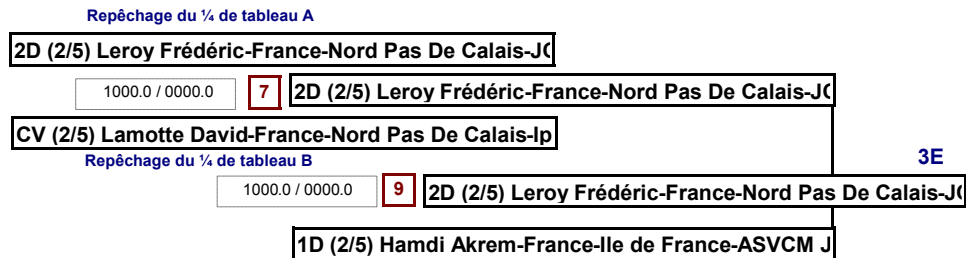 Repêchage du ¼ de tableau A
2D (2/5) Leroy Frédéric-France-Nord Pas De Calais-J
1000.0 / 0000.0 7 2D (2/5) Leroy Frédéric-France-Nord Pas De Calais-J
CV (2/5) Lamotte David-France-Nord Pas De Calais-Ip
Repêchage du ¼ de tableau B
3E
1000.0 / 0000.0 9 2D (2/5) Leroy Frédéric-France-Nord Pas De Calais-J
1D (2/5) Hamdi Akrem-France-Ile de France-ASVCM J